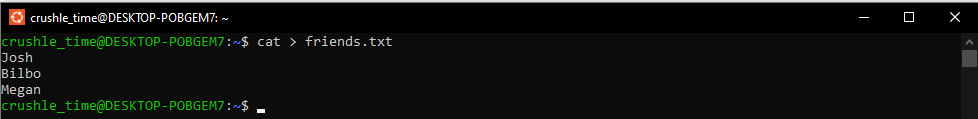 crushle_time@DESKTOP-POBGEM7: ~
crushle_time@DESKTOP-POBGEM7:~$ cat > friends.txt
Josh
Bilbo
Megan
crushle_time@DESKTOP-POBGEM7:~$